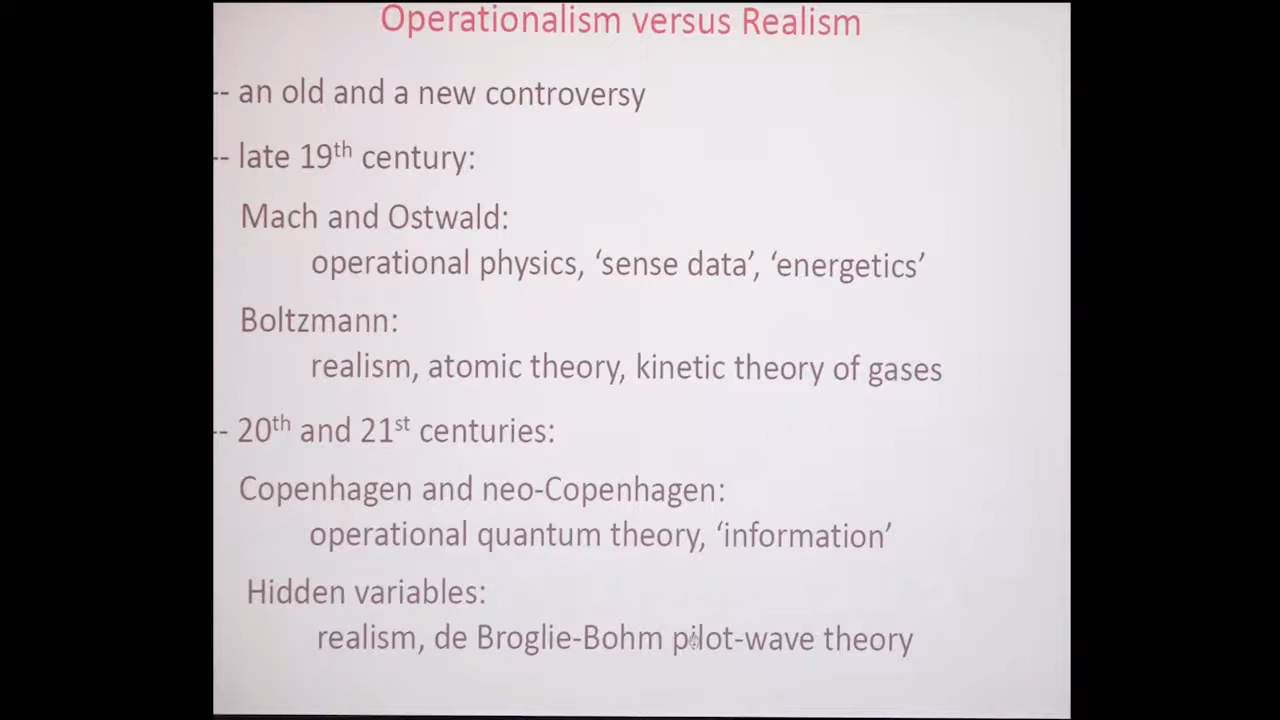 Operationalism versus Realism
-- an old and a new controversy
-- late 19th century:
Mach and Ostwald:
operational physics, ‘sense data’, ‘energetics’
Boltzmann:
realism, atomic theory, kinetic theory of gases
-- 20th and 21st centuries:
Copenhagen and neo-Copenhagen:
operational quantum theory, ‘information’
Hidden variables:
realism, de Broglie-Bohm pilot-wave theory